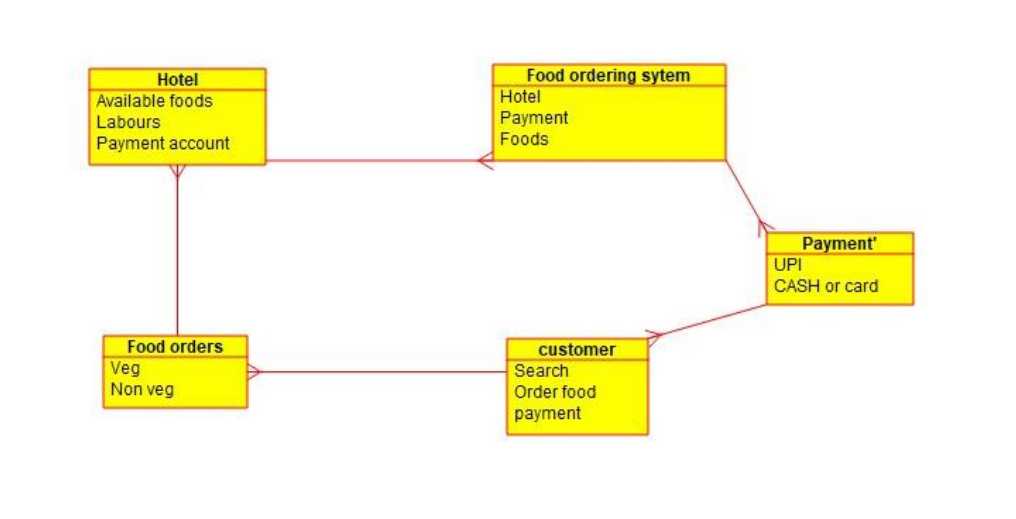 Hotel
Available foods
Labours
Payment account
Food ordering sytem
Hotel
Payment
Foods
Payment'
UPI
CASH or card
Food orders
Veg
Non veg
customer
Search
Order food
payment